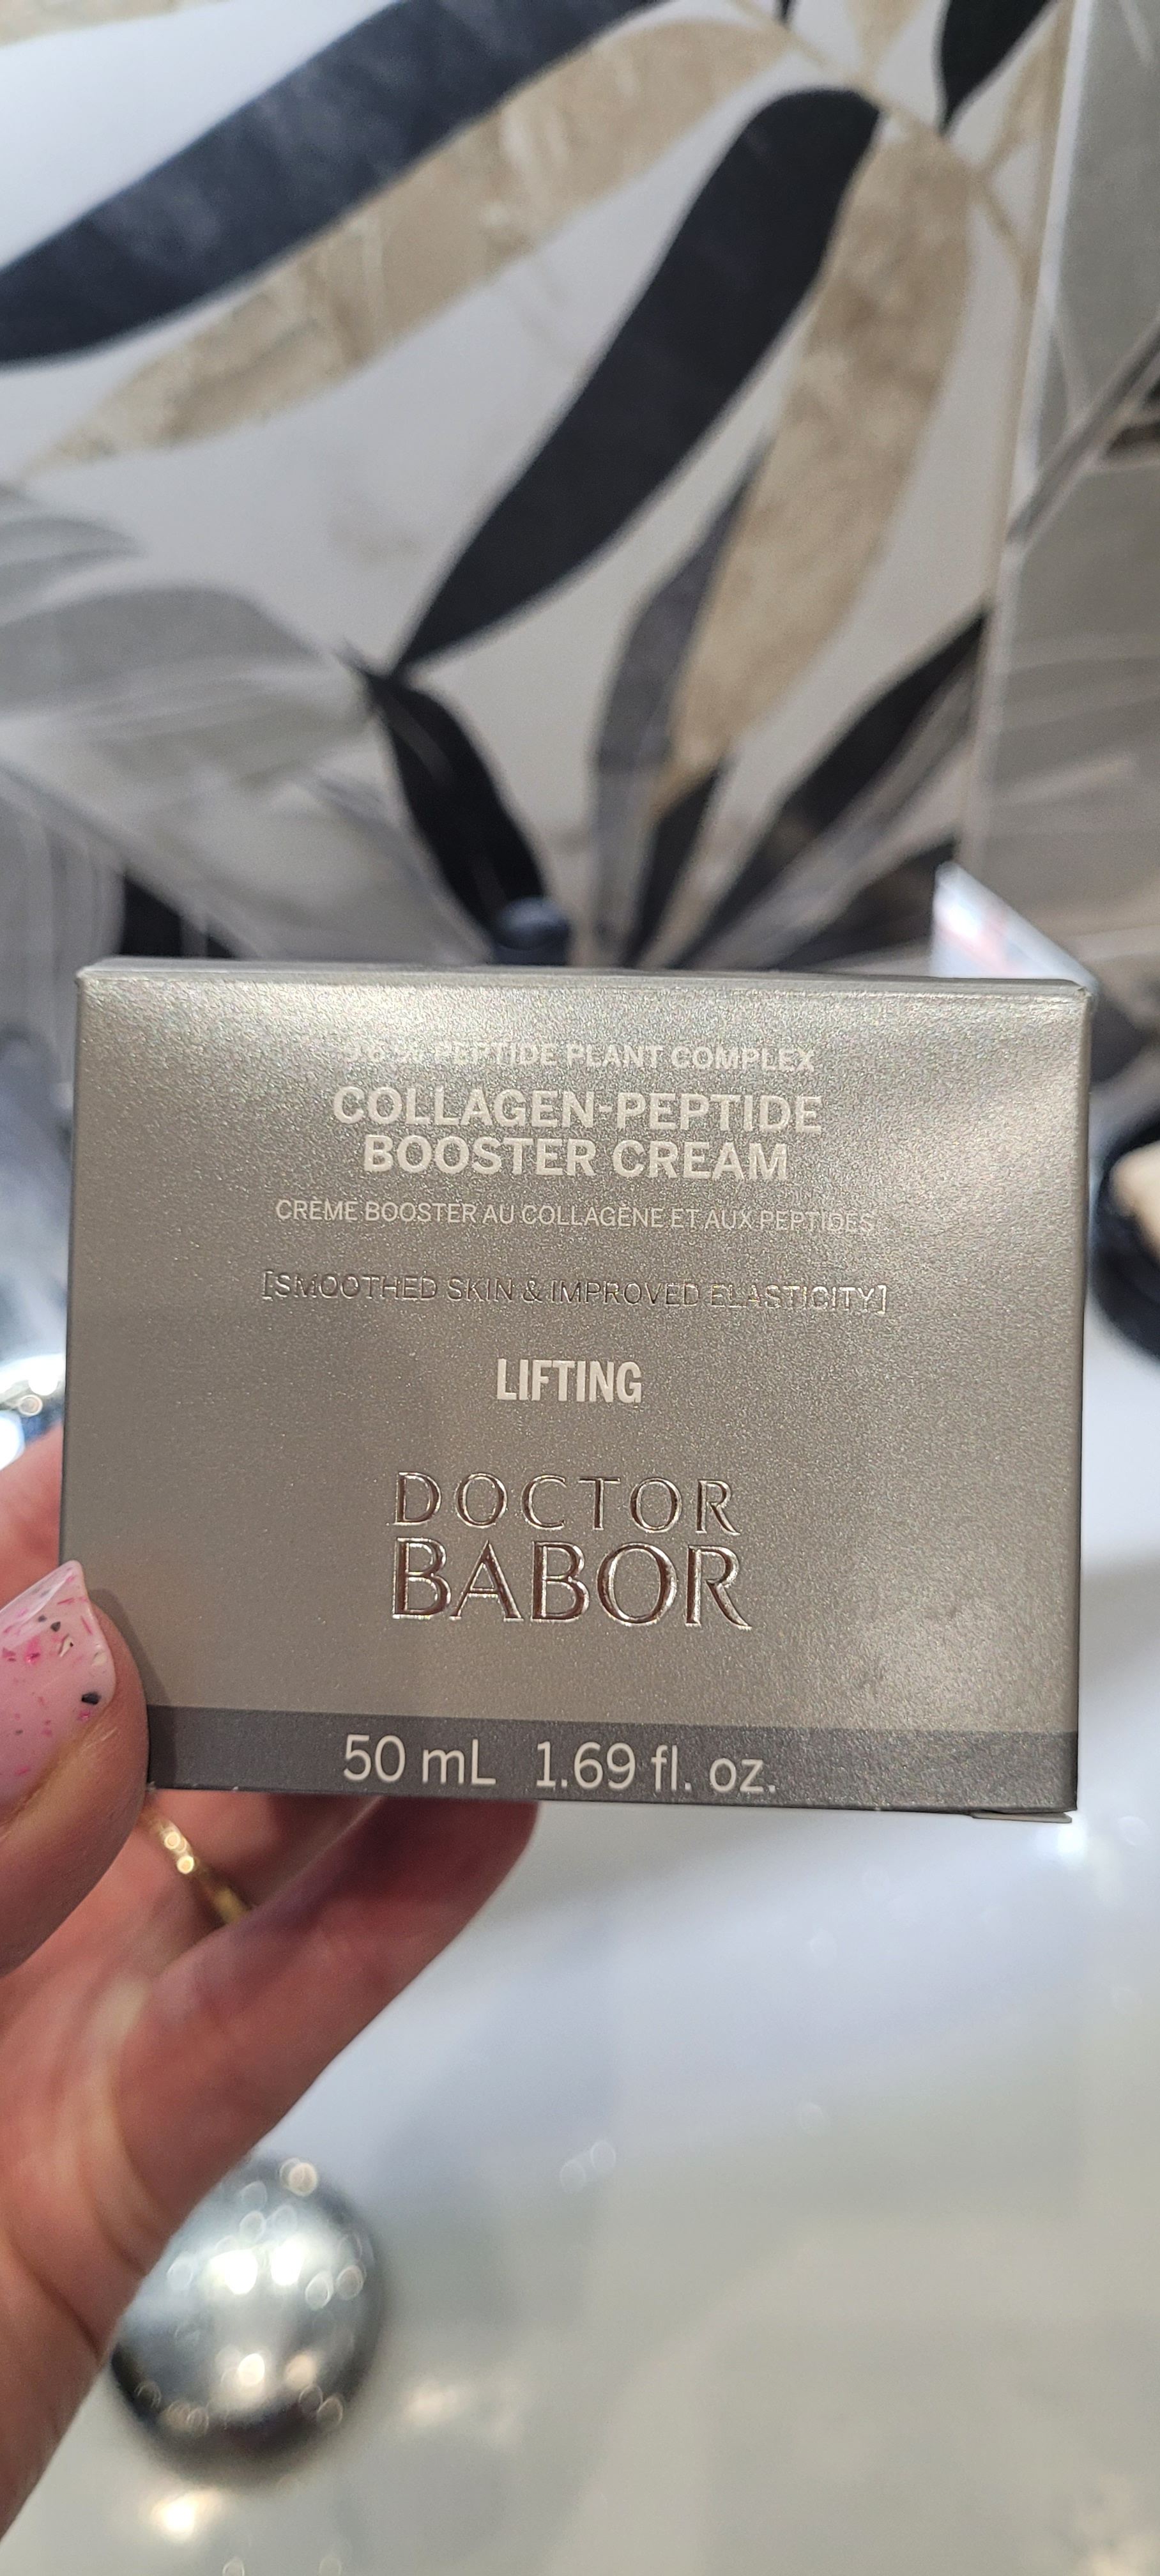 % PEPTIDE PLANT COMPLEX
COLLAGEN-PEPTIDE
BOOSTER CREAM
CRÈME BOOSTER AU COLLAGÈNE ET AUX PEPTIDES
[SMOOTHED SKIN & IMPROVED ELASTICITY]
LIFTING
DOCTOR
BABOR
50 mL 1.69 fl. oz.